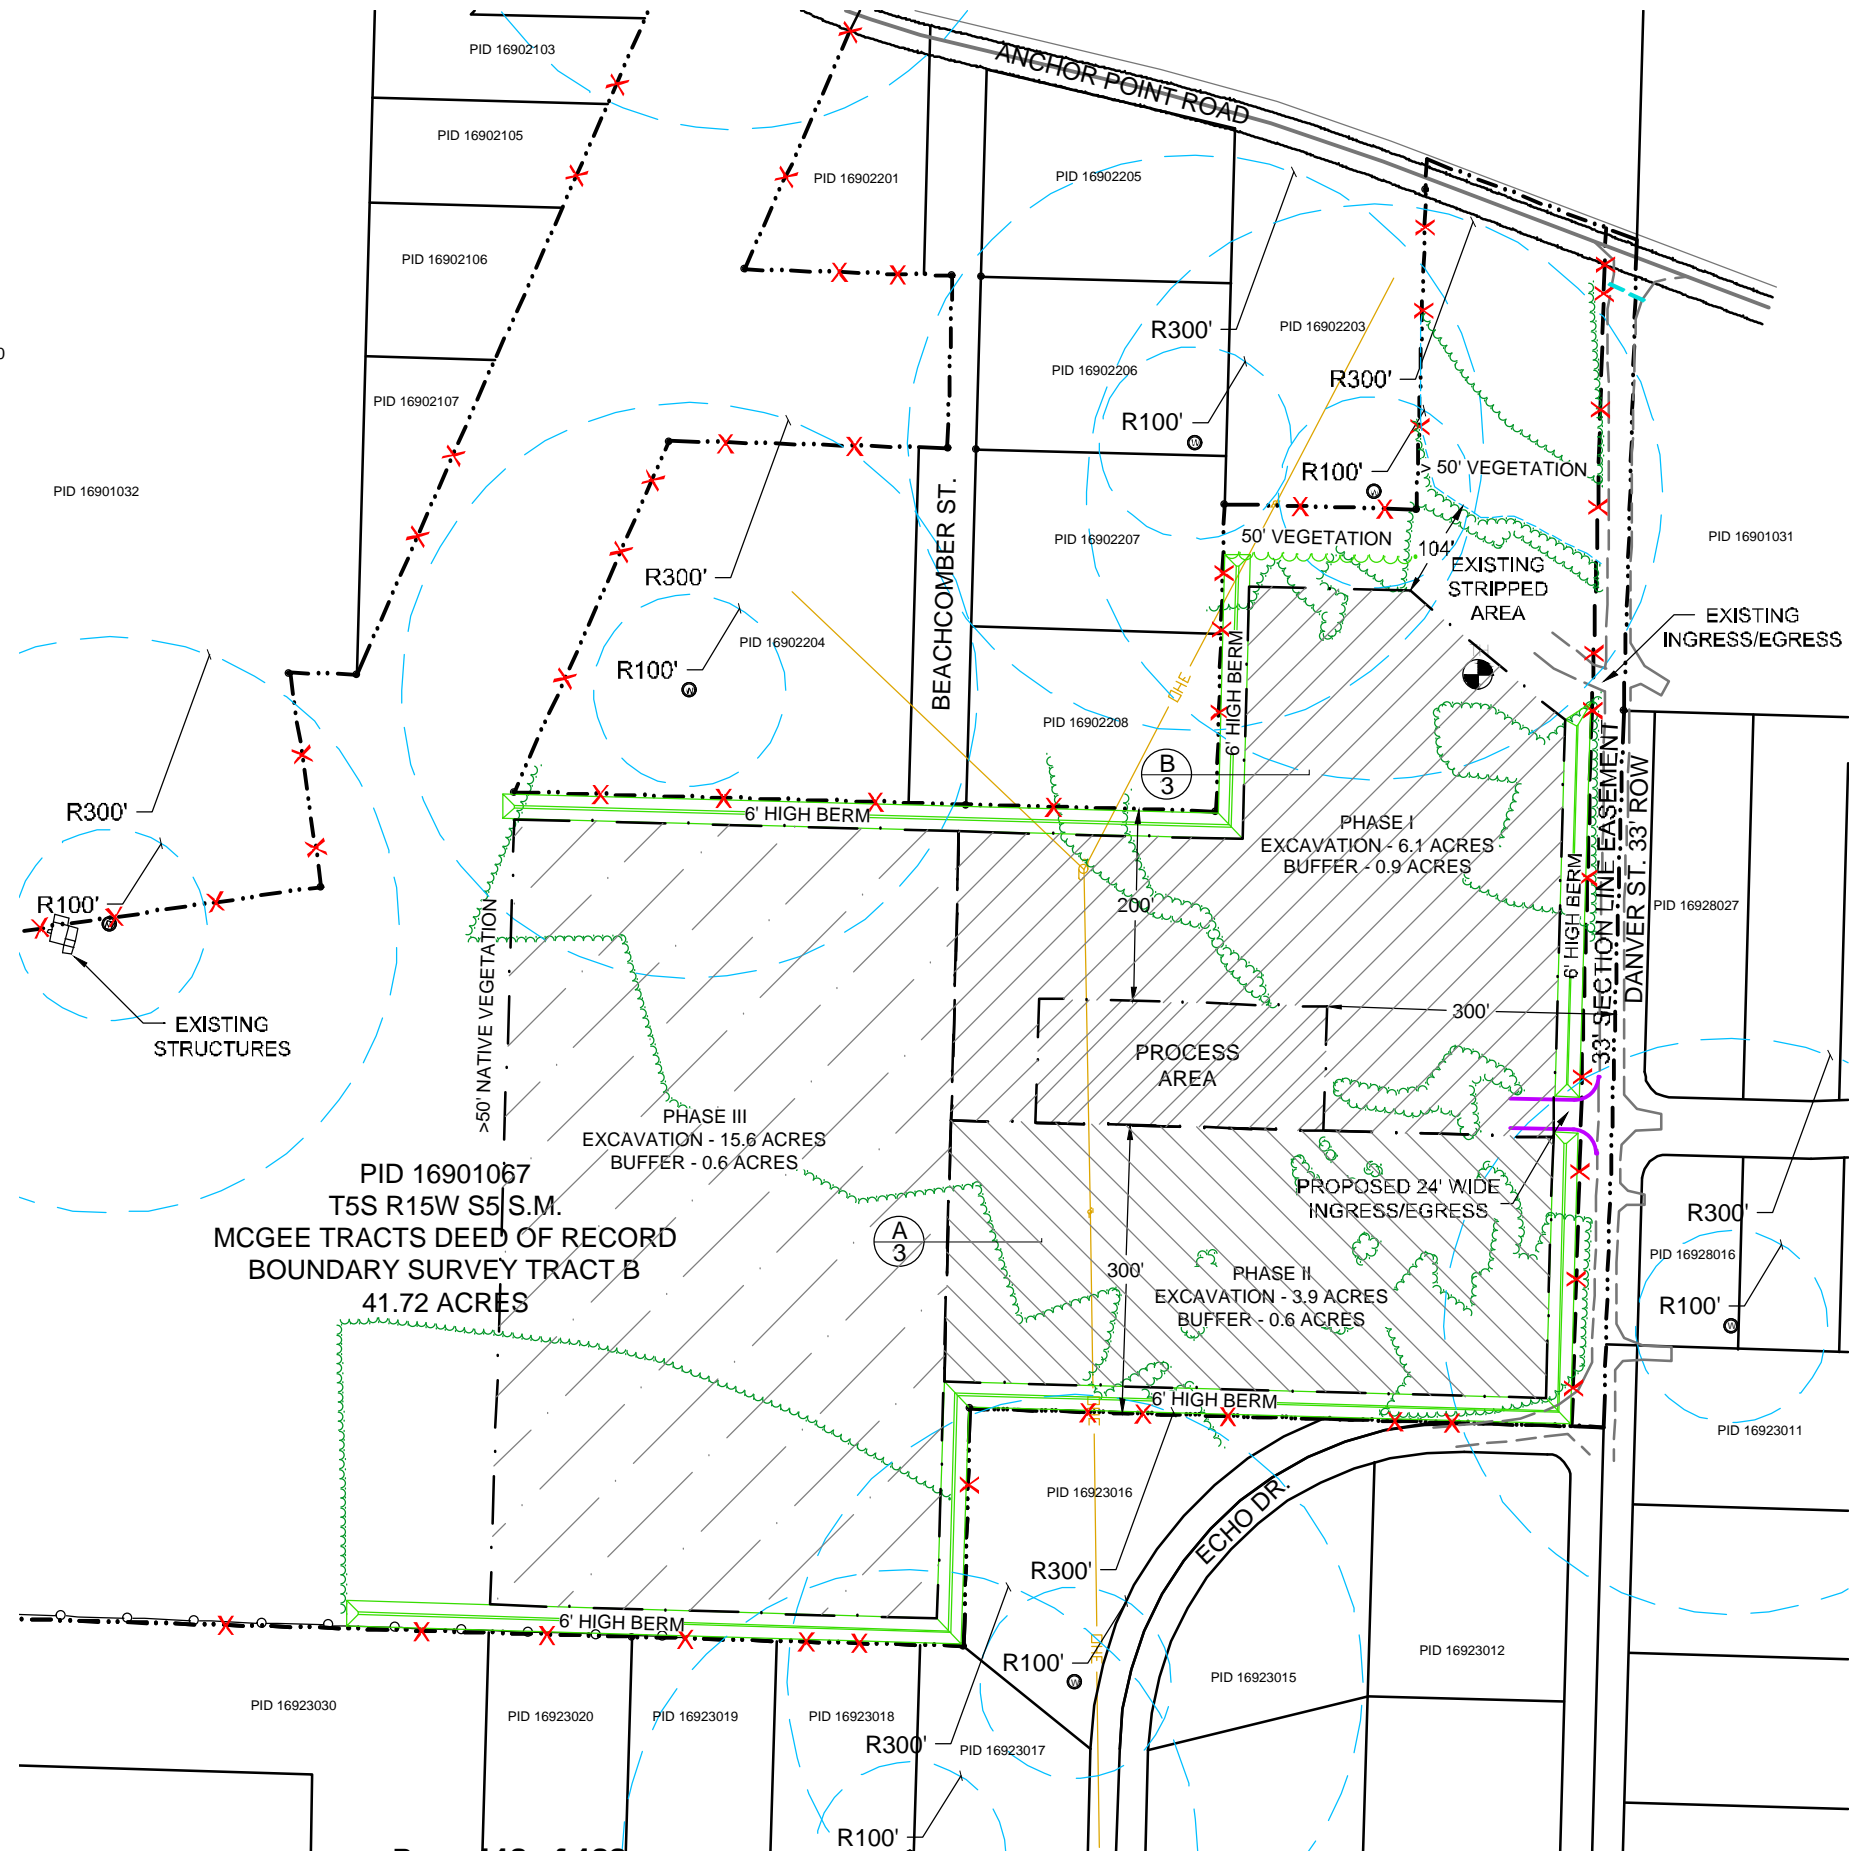 PID 16902103
ANCHOR POINT ROAD
PID 16902105
PID 16902201
PID 16902205
PID 16902106
R300'
PID 16902203
0
PID 16902206
R300'
PID 16902107
R100'
R100'
> 50' VEGETATION
PID 16901032
BEACHCOMBER ST.
PID 16902207
50' VEGETATION
104'
PID 16901031
EXISTING
STRIPPED
AREA
R300'
EXISTING
INGRESS/EGRESS
PID 16902204
R100'
OHE
6' HIGH BERM
PID 16902208
B
3
R300'
6' HIGH BERM
PHASE I
EXCAVATION - 6.1 ACRES
BUFFER - 0.9 ACRES
6' HIGH BERM
33' SECTION LINE EASEMENT
DANVER ST. 33' ROW
R100'
200'
PID 16928027
>50' NATIVE VEGETATION
EXISTING
STRUCTURES
300'
PROCESS
AREA
PHASE III
EXCAVATION - 15.6 ACRES
BUFFER - 0.6 ACRES
PID 16901067
T5S R15W S5 S.M.
MCGEE TRACTS DEED OF RECORD
BOUNDARY SURVEY TRACT B
41.72 ACRES
PROPOSED 24' WIDE
INGRESS/EGRESS
R300'
A
3
PID 16928016
300'
PHASE II
EXCAVATION - 3.9 ACRES
BUFFER - 0.6 ACRES
R100'
6' HIGH BERM
PID 16923011
PID 16923016
ECHO DR.
R300'
6' HIGH BERM
R100'
PID 16923012
PID 16923015
PID 16923030
PID 16923020
PID 16923019
PID 16923018
R300'
PID 16923017
R100'